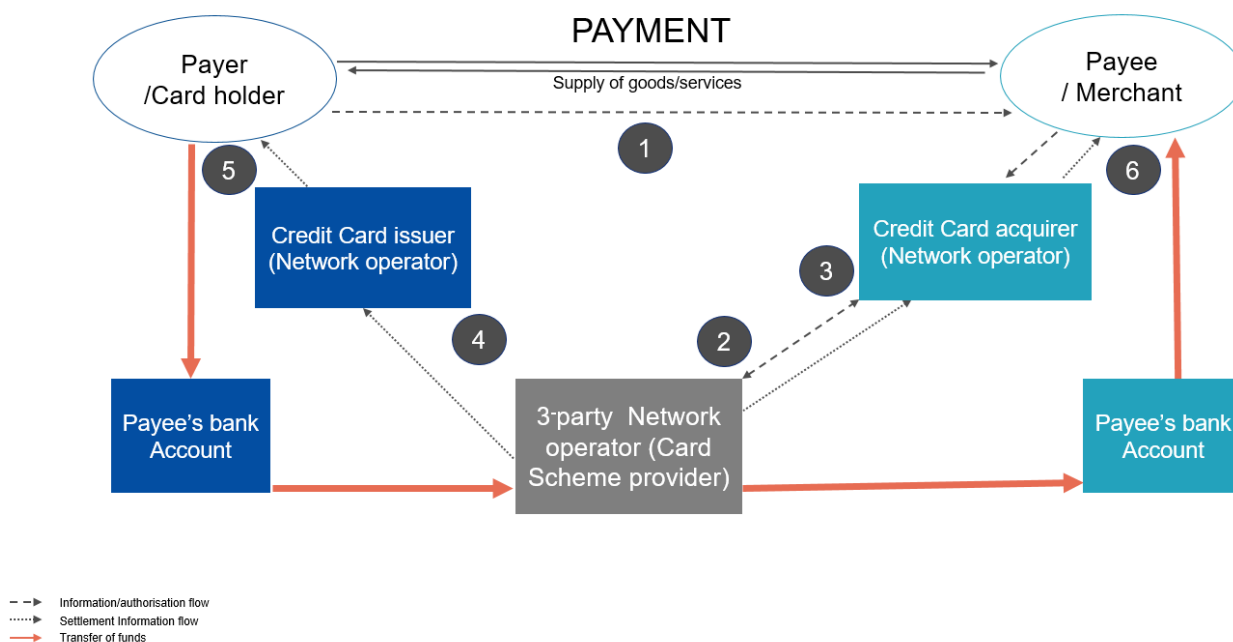 PAYMENT
Payer
/Card holder
Supply of goods/services
Payee
/ Merchant
1
5
6
Credit Card issuer
(Network operator)
Credit Card acquirer
(Network operator)
3
4
2
Payee's bank
Account
3-party Network
operator (Card
Scheme provider)
Payee's bank
Account
Information/authorisation flow
Settlement Information flow
Transfer of funds